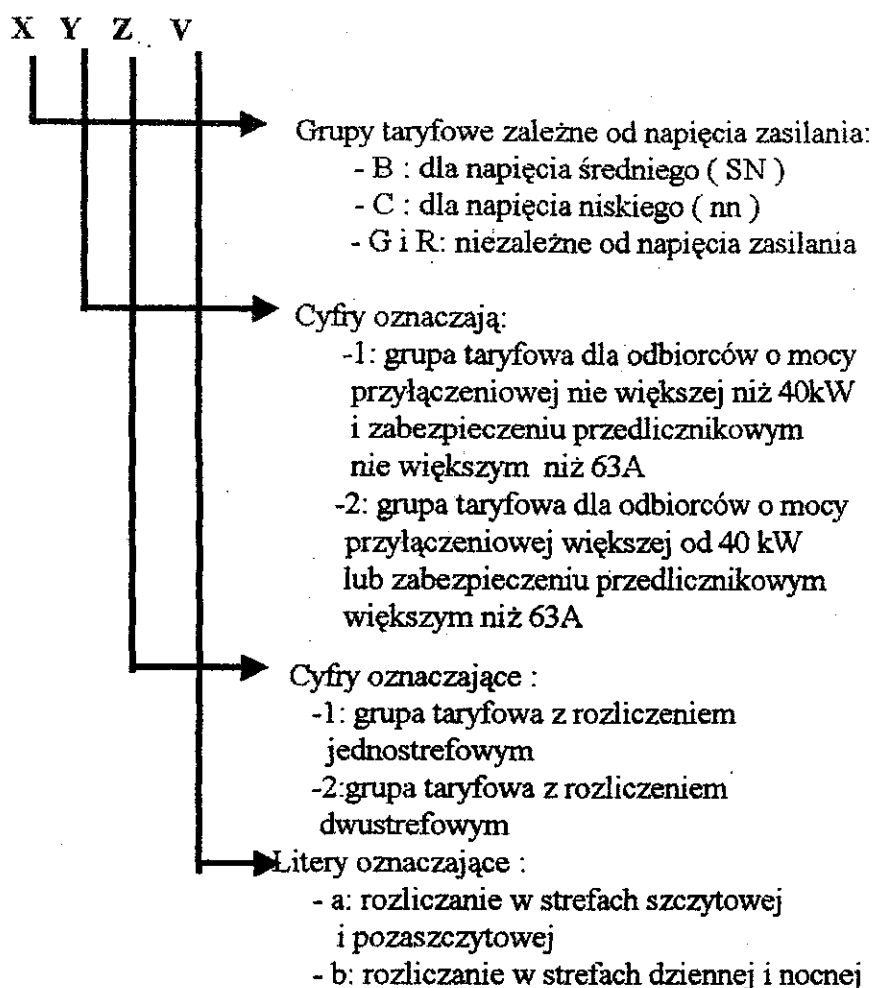 X Y Z V
Grupy taryfowe zależne od napięcia zasilania:
- B : dla napięcia średniego ( SN )
- C : dla napięcia niskiego ( nn )
- G i R: niezależne od napięcia zasilania
Cyfry oznaczają:
-1: grupa taryfowa dla odbiorców o mocy
przyłączeniowej nie większej niż 40kW
i zabezpieczeniu przedlicznikowym
nie większym niż 63A
-2: grupa taryfowa dla odbiorców o mocy
przyłączeniowej większej od 40 kW
lub zabezpieczeniu przedlicznikowym
większym niż 63A
Cyfry oznaczające :
-1: grupa taryfowa z rozliczeniem
jednostrefowym
-2:grupa taryfowa z rozliczeniem
dwustrefowym
Litery oznaczające :
- a: rozliczanie w strefach szczytowej
i pozaszczytowej
- b: rozliczanie w strefach dziennej i nocnej